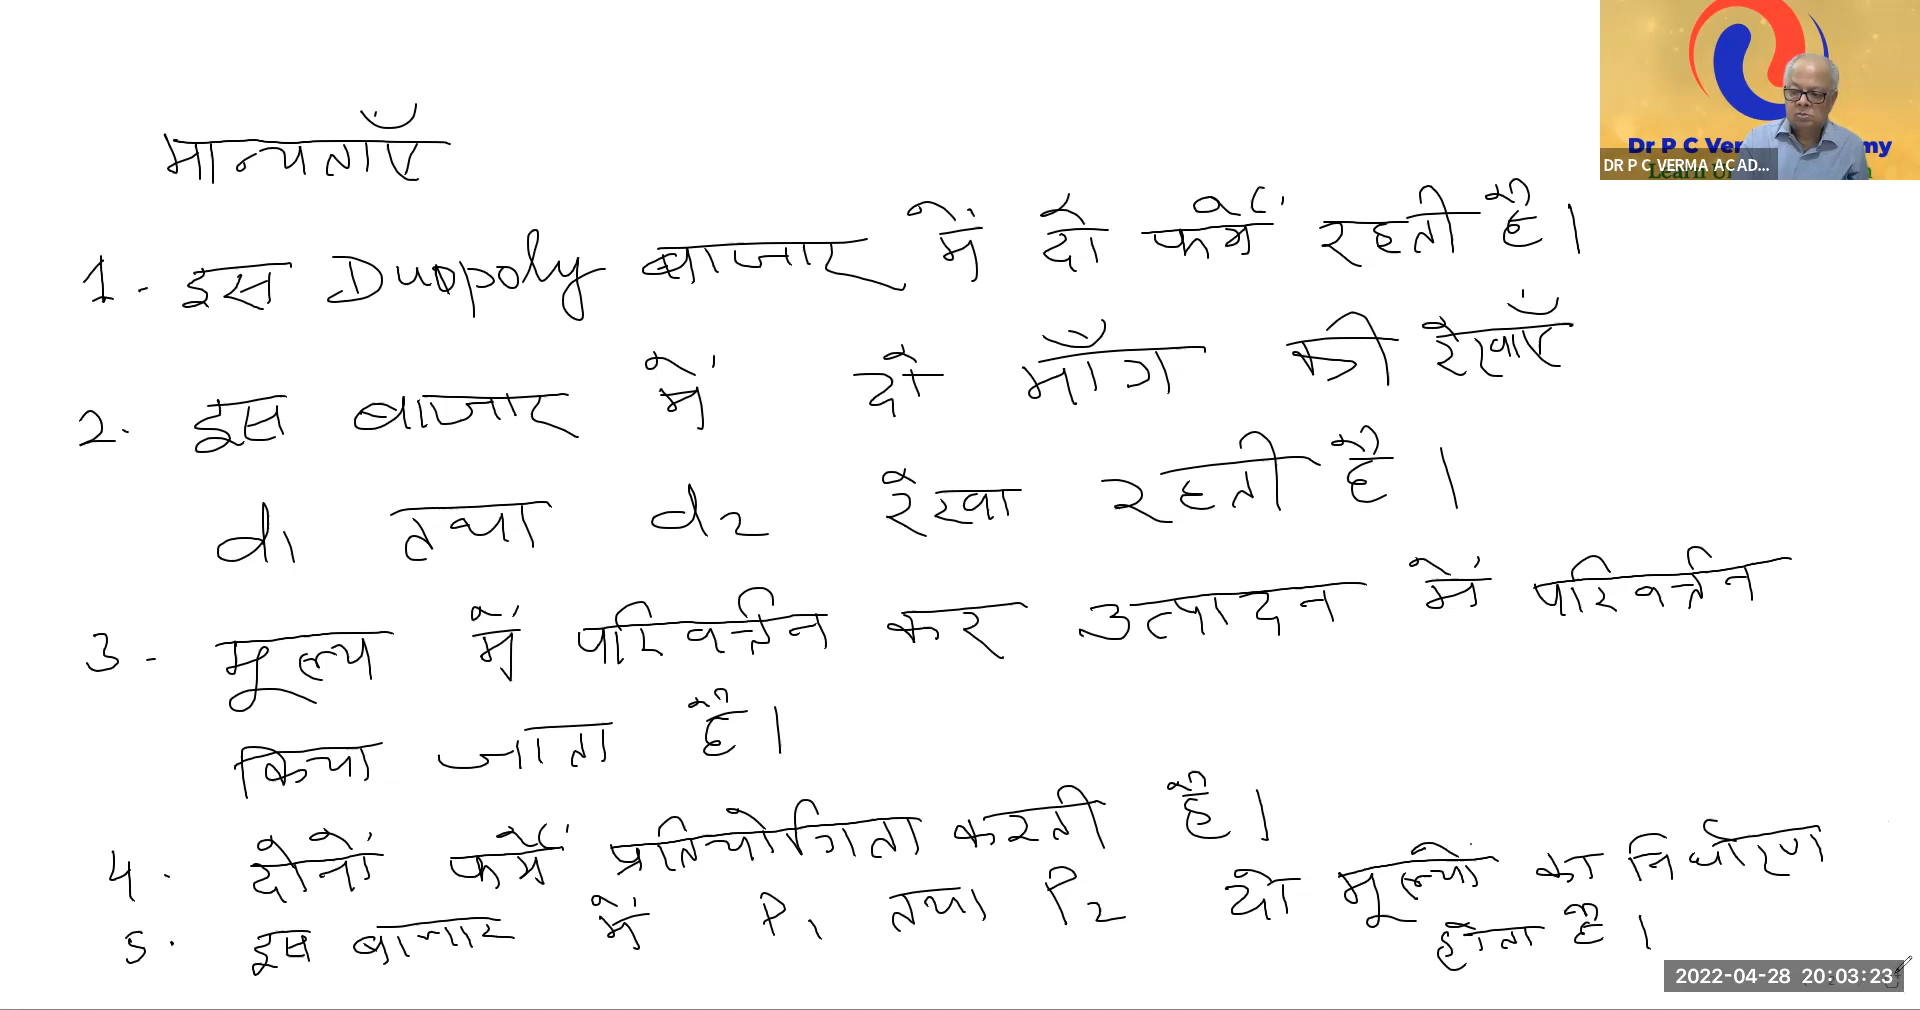 मान्यताएँ
1. इस Duopoly बाजार में दो फर्में रहती है।
2. इस बाजार में दो माँग की रेखाएँ
d1 तथा d2 रेखा रहती है।
3 - मूल्य में परिवर्त्तन कर उत्पादन में परिवर्त्तन
किया जाता है।
4. दोनों फर्में प्रतियोगिता करती है।
5. इस बाजार में P1 तथा P2 दो मूल्यों का निर्धारण
होता है।
Dr P C Ver my
DR P C VERMA ACAD...
Learn U n
2022-04-28 20:03:23